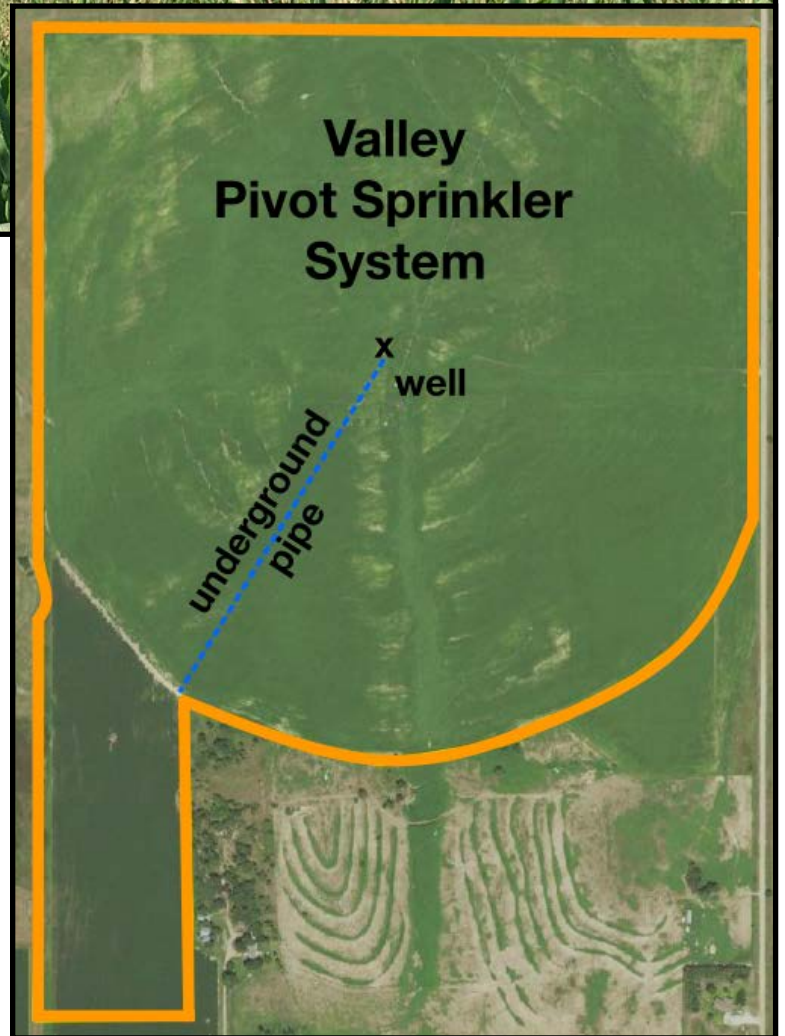 Valley
Pivot Sprinkler
System
x
well
underground
pipe